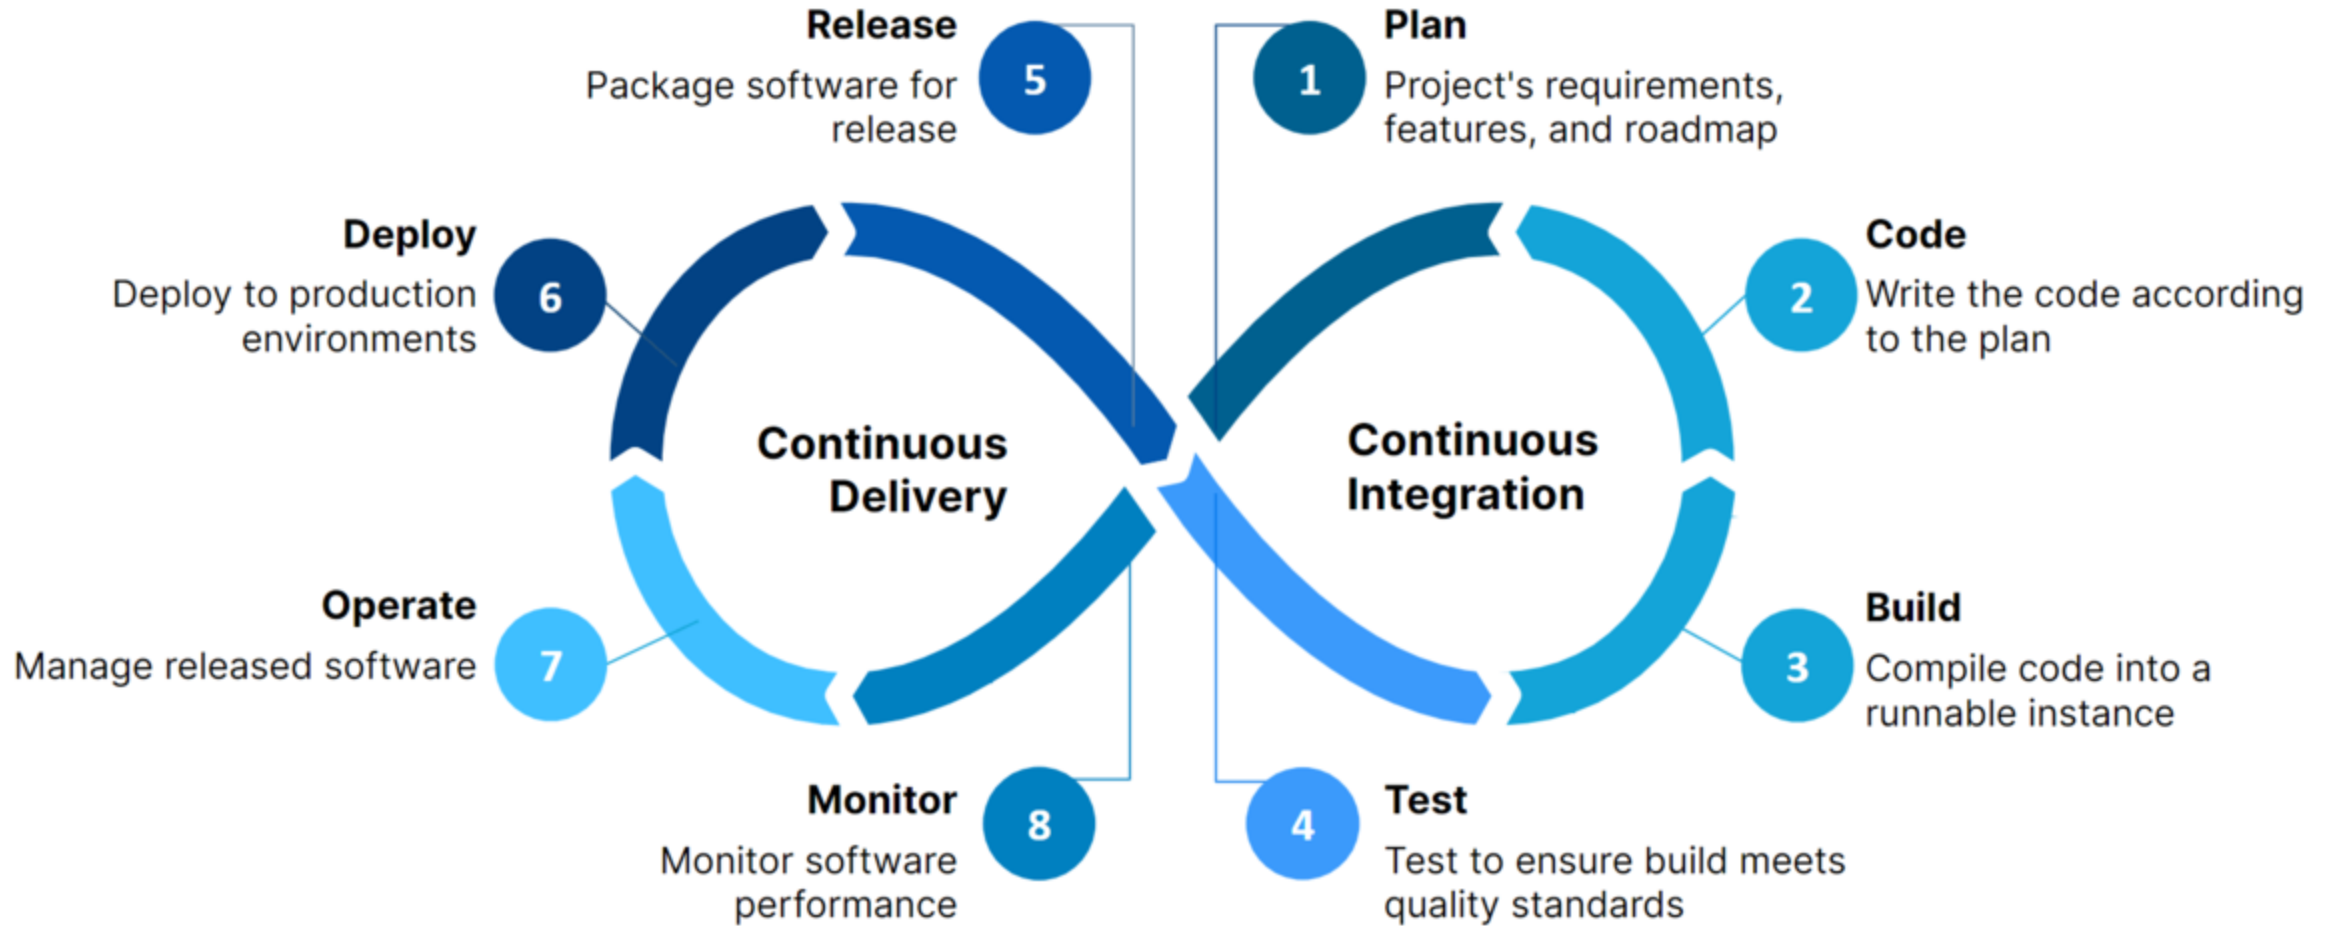 Release
5
Package software for
release
1
Plan
Project's requirements,
features, and roadmap
Deploy
6
Deploy to production
environments
2
Code
Write the code according
to the plan
Continuous
Delivery
Continuous
Integration
Operate
7
Manage released software
3
Build
Compile code into a
runnable instance
Monitor
8
Monitor software
performance
4
Test
Test to ensure build meets
quality standards